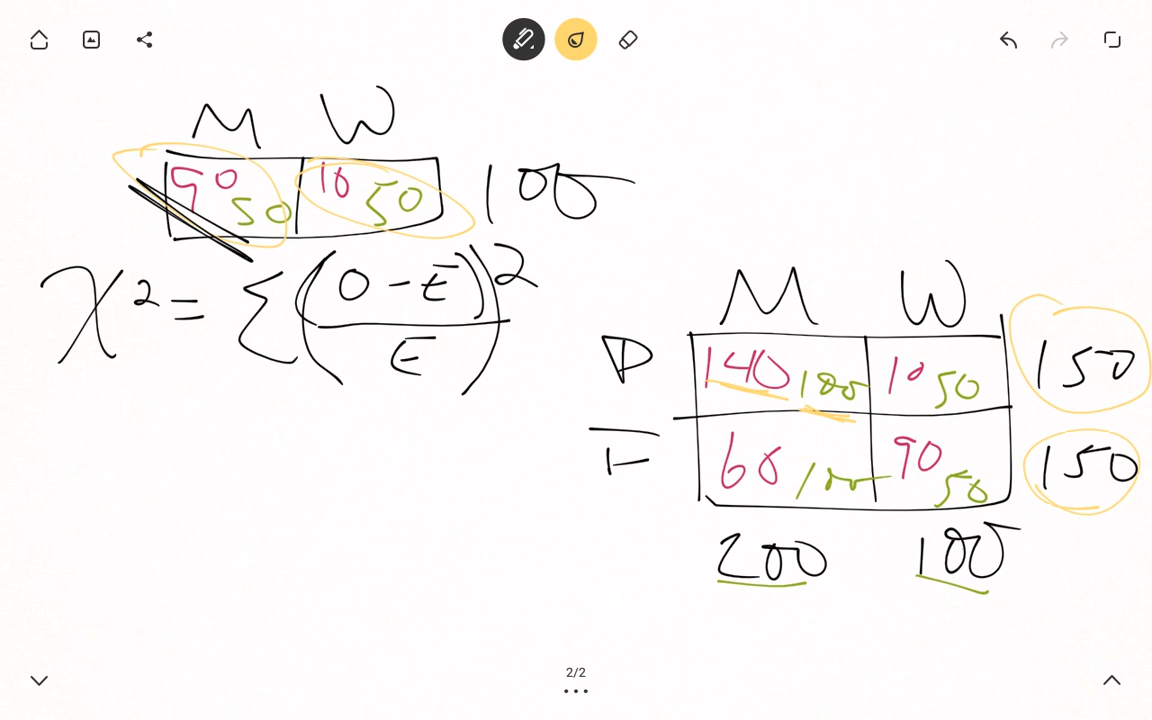 M W
90 50 10 50 100
χ² = Σ((O - E)/E)²
M W
D 140 100 10 50 150
F 60 100 90 50 150
200 100
2/2